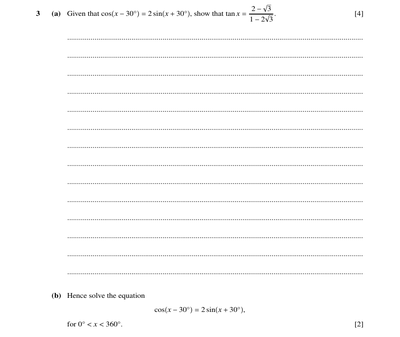 3 (a) Given that cos(x − 30°) = 2 sin(x + 30°), show that tan x = (2 − √3)/(1 − 2√3). [4]
(b) Hence solve the equation
cos(x − 30°) = 2 sin(x + 30°),
for 0° < x < 360°. [2]